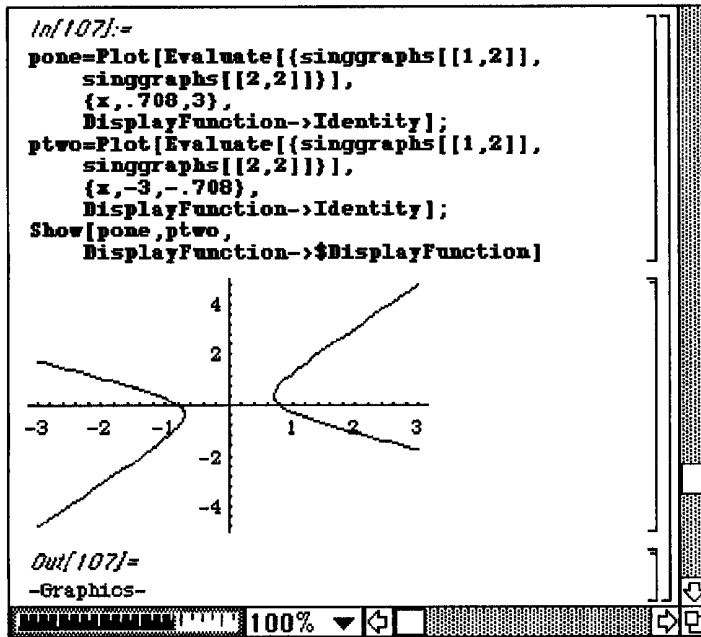 In[107]:=
pone=Plot[Evaluate[{singgraphs[[1,2]],
singgraphs[[2,2]]}],
{x,.708,3},
DisplayFunction->Identity];
ptwo=Plot[Evaluate[{singgraphs[[1,2]],
singgraphs[[2,2]]}],
{x,-3,-.708},
DisplayFunction->Identity];
Show[pone,ptwo,
DisplayFunction->$DisplayFunction]
4
2
-3 -2 -1 1 2 3
-2
-4
Out[107]=
-Graphics-
100%